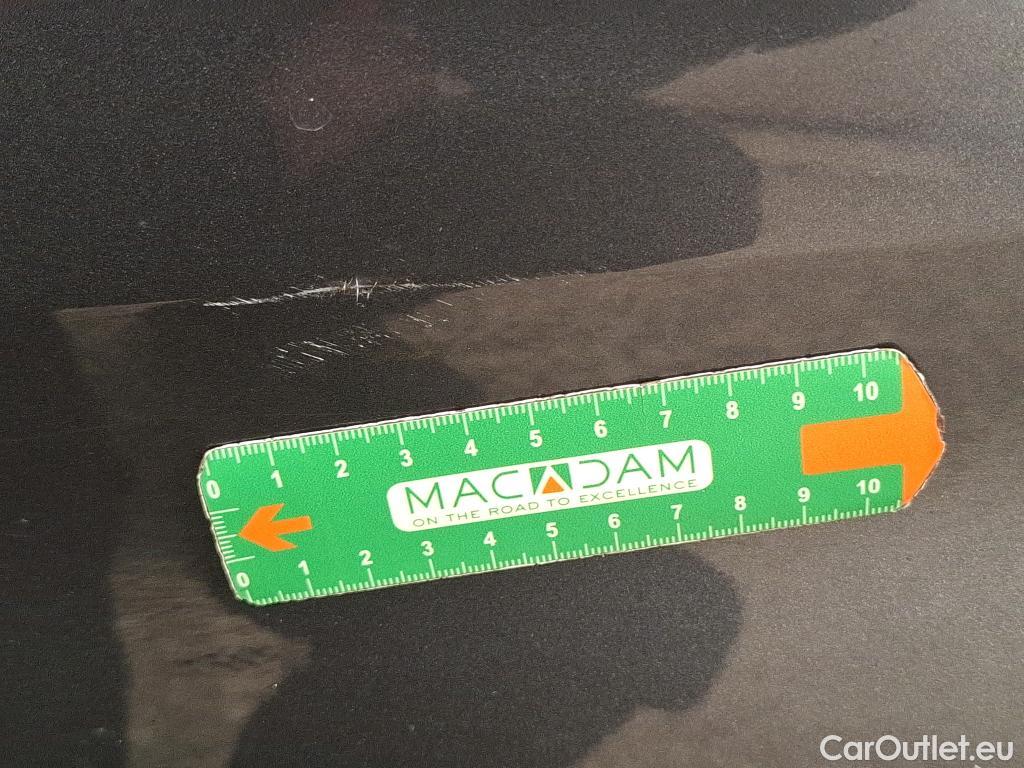 0 1 2 3 4 5 6 7 8 9 10
MACADAM
ON THE ROAD TO EXCELLENCE
0 1 2 3 4 5 6 7 8 9 10
CarOutlet.eu